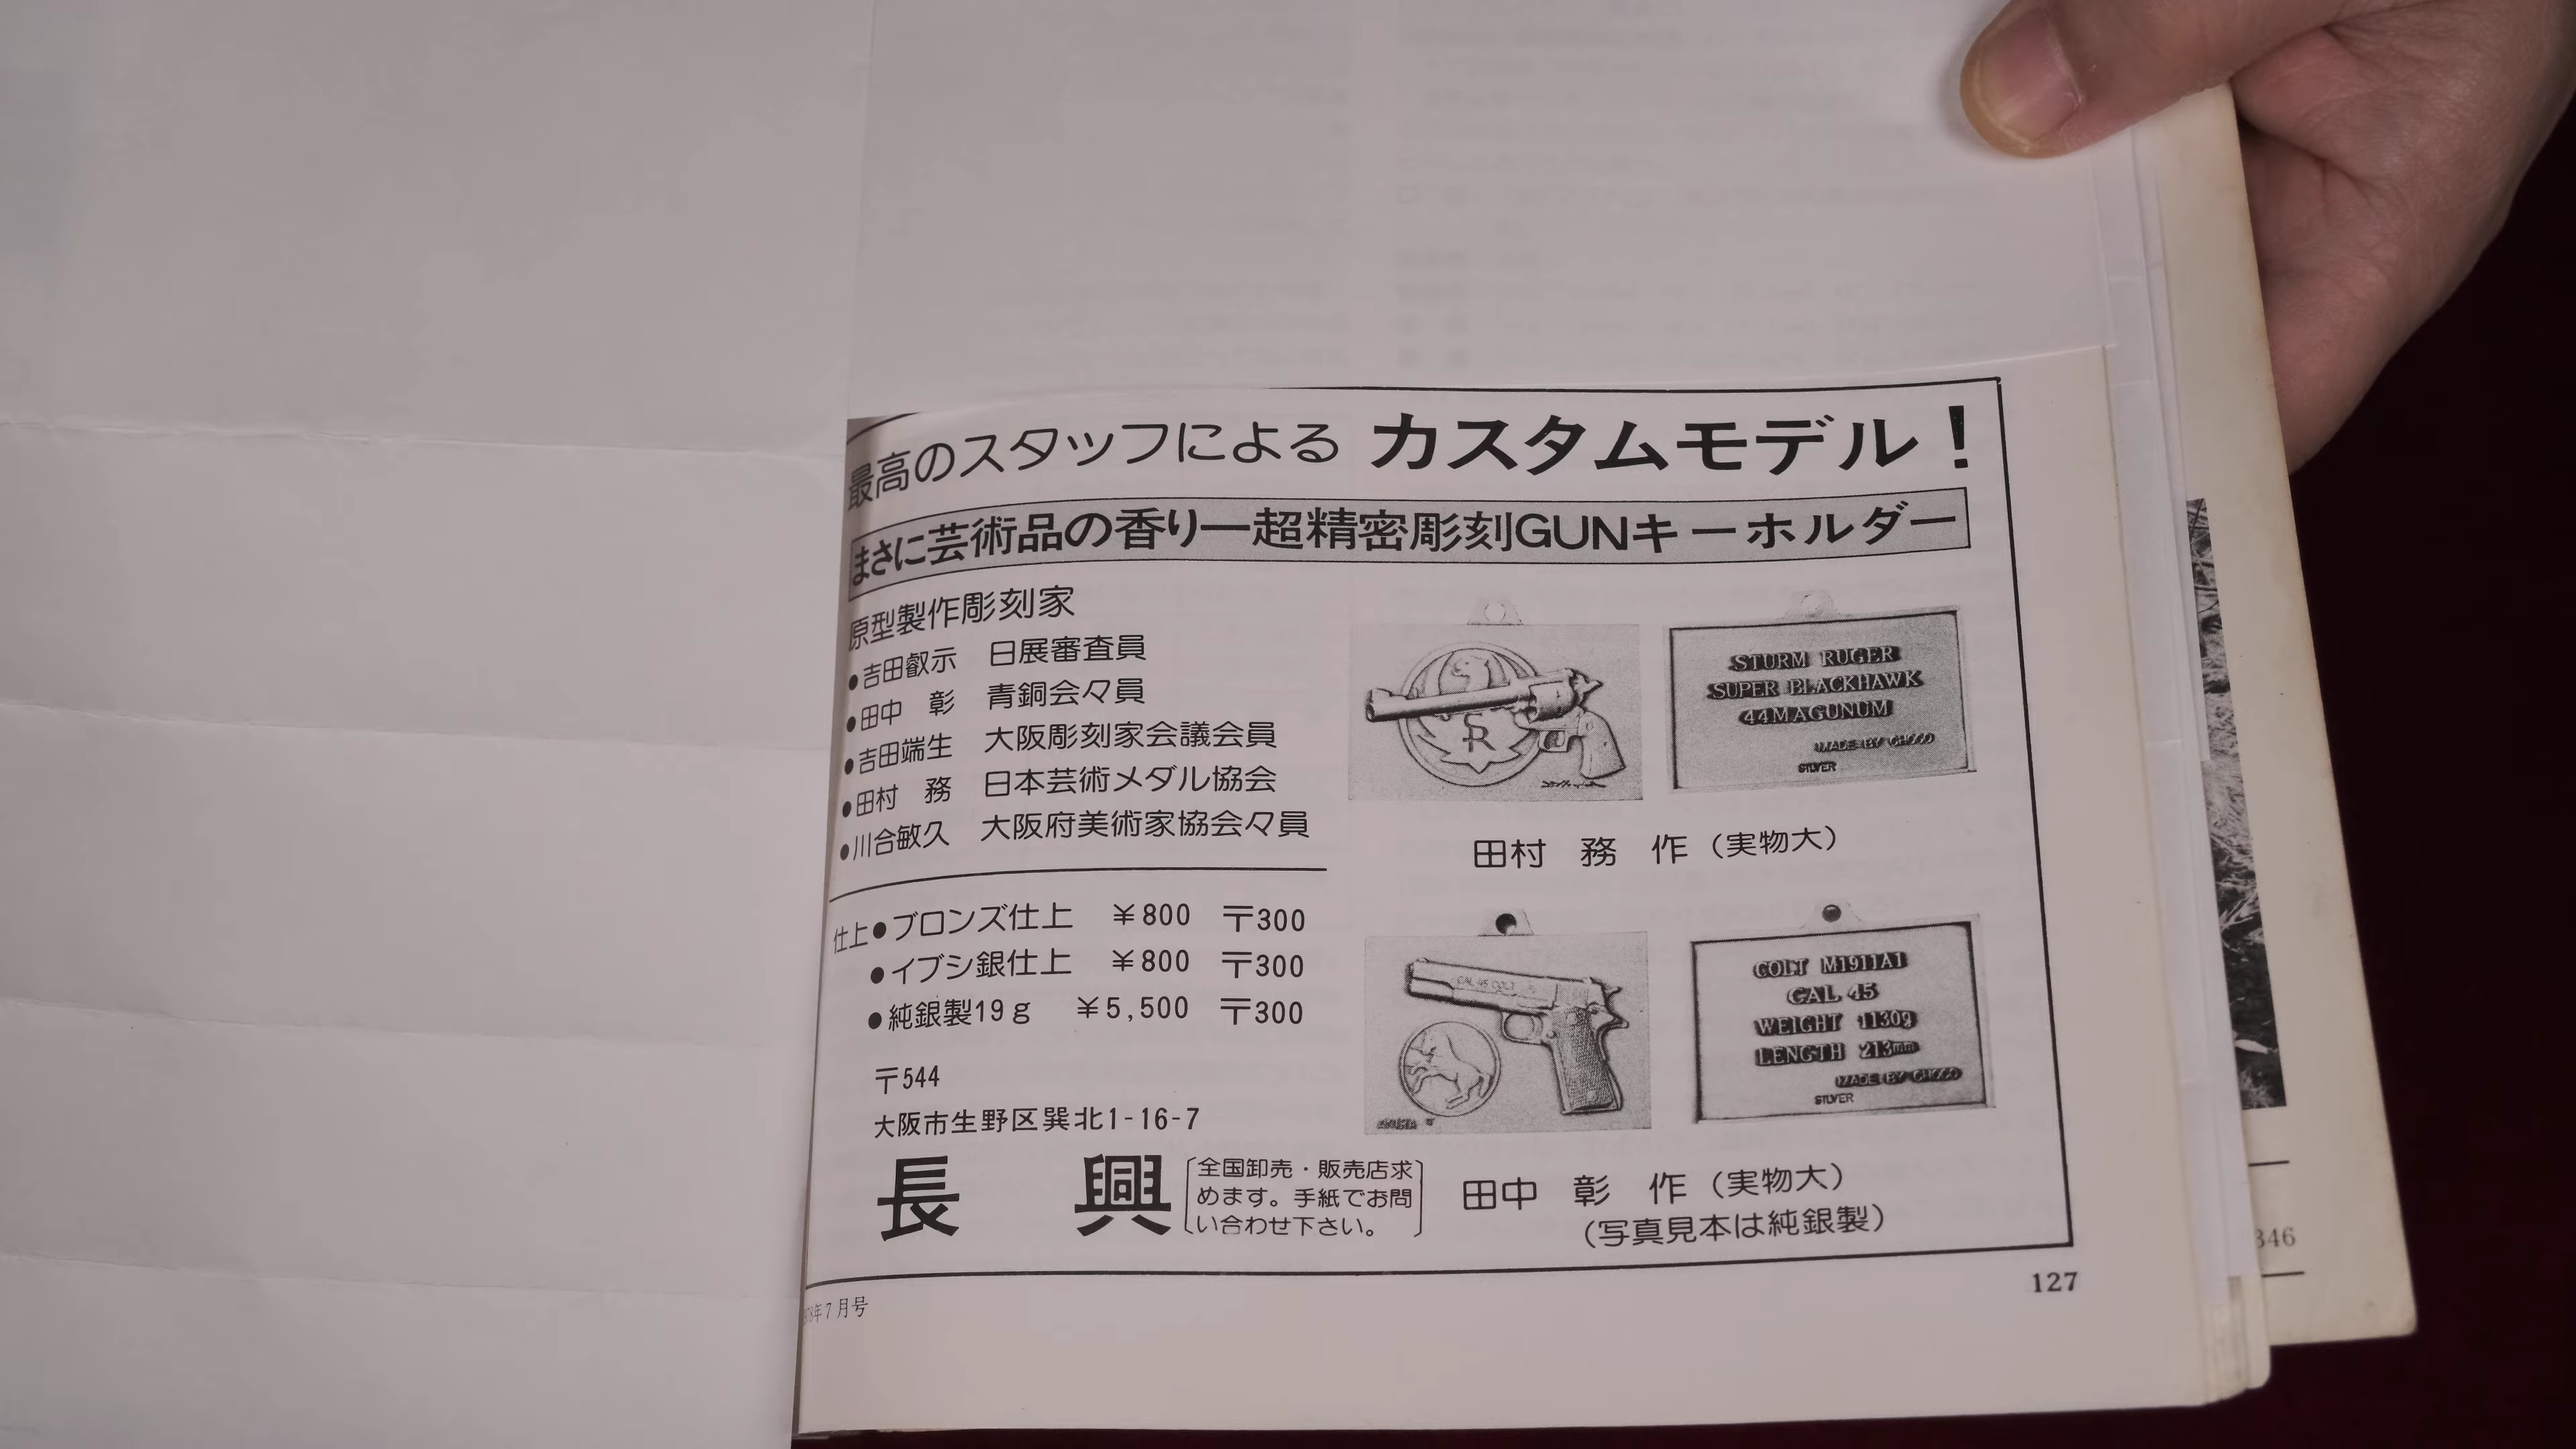 最高のスタッフによる カスタムモデル！
まさに芸術品の香り―超精密彫刻GUNキーホルダー
原型製作彫刻家
●吉田叡示 日展審査員
●田中 彰 青銅会々員
●吉田端生 大阪彫刻家会議会員
●田村 務 日本芸術メダル協会
●川合敏久 大阪府美術家協会々員
仕上●ブロンズ仕上 ￥800 〒300
●イブシ銀仕上 ￥800 〒300
●純銀製19g ￥5,500 〒300
〒544
大阪市生野区巽北1-16-7
長 興
全国卸売・販売店求
めます。手紙でお問
い合わせ下さい。
STURM RUGER
SUPER BLACKHAWK
44MAGUNUM
MADE BY CHOCO
SILVER
田村 務 作（実物大）
CAL 45 COLT
COLT M1911A1
CAL 45
WEIGHT 1130g
LENGTH 213mm
MADE BY CHOCO
SILVER
田中 彰 作（実物大）
（写真見本は純銀製）
年7月号
127
346